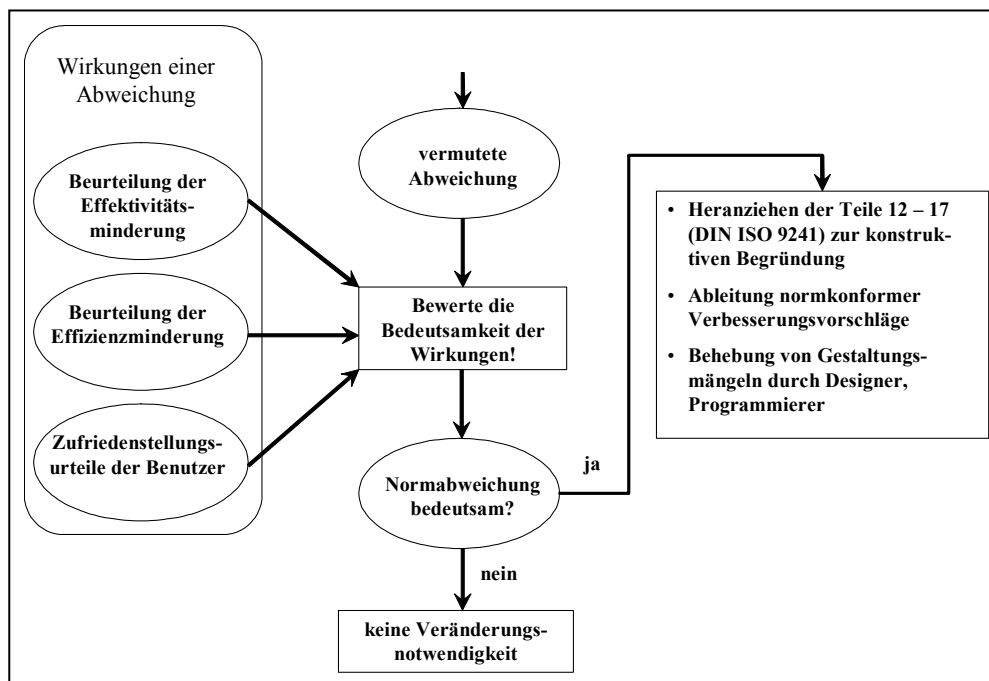 Wirkungen einer
Abweichung
Beurteilung der
Effektivitäts-
minderung
Beurteilung der
Effizienzminderung
Zufriedenstellungs-
urteile der Benutzer
vermutete
Abweichung
Bewerte die
Bedeutsamkeit der
Wirkungen!
Normabweichung
bedeutsam?
ja
nein
keine Veränderungs-
notwendigkeit
• Heranziehen der Teile 12 – 17
(DIN ISO 9241) zur konstruk-
tiven Begründung
• Ableitung normkonformer
Verbesserungsvorschläge
• Behebung von Gestaltungs-
mängeln durch Designer,
Programmierer